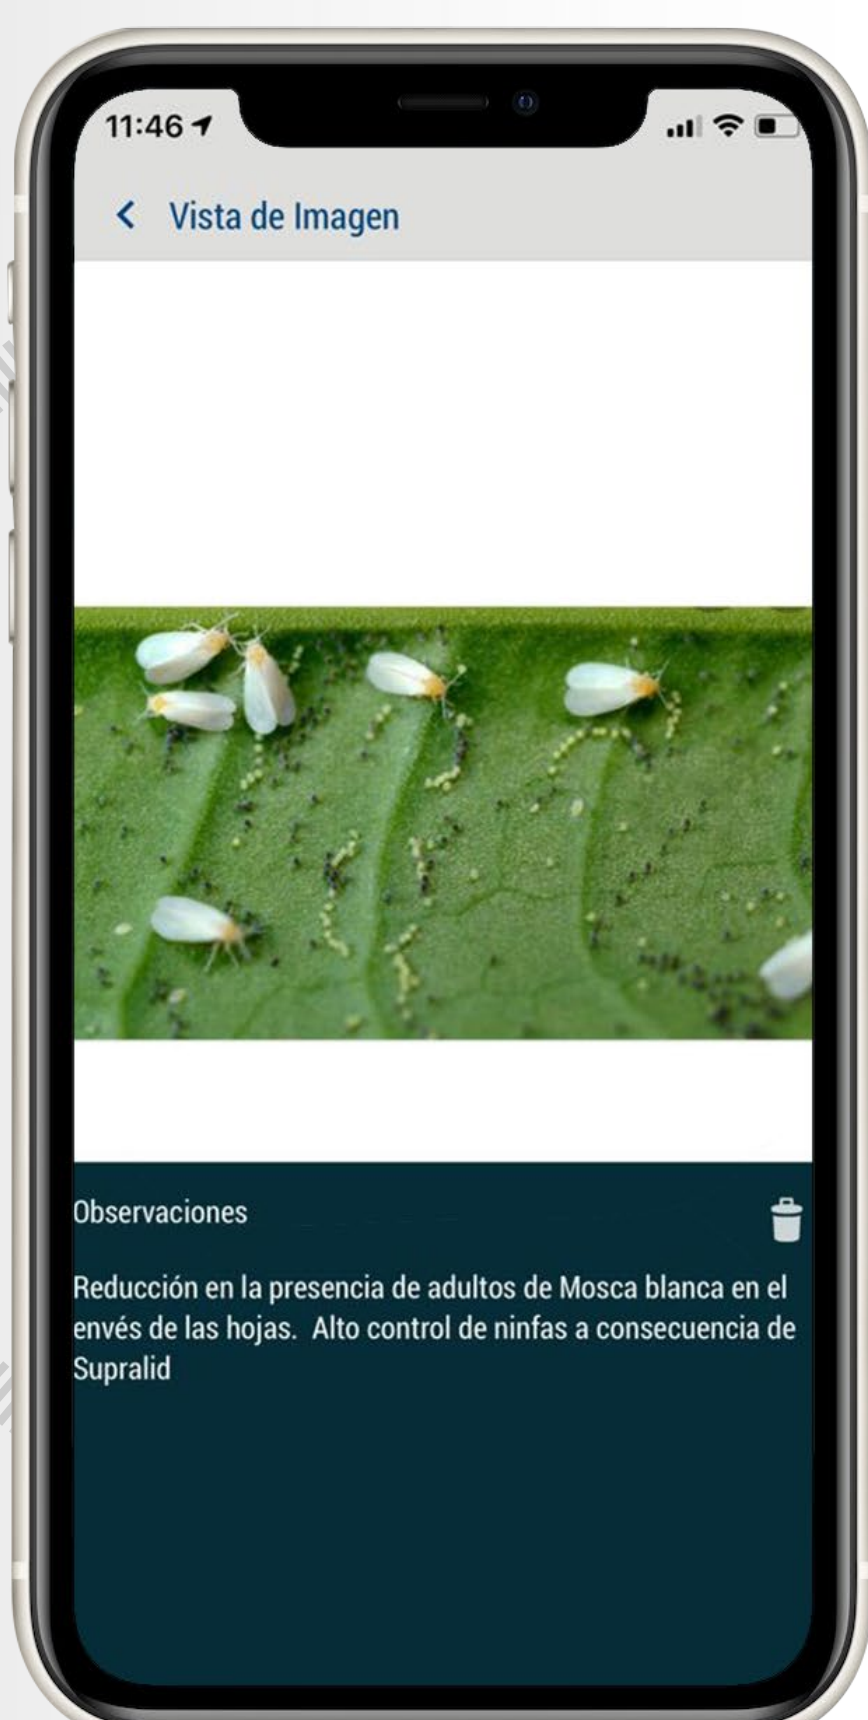 11:46
Vista de Imagen
Observaciones
Reducción en la presencia de adultos de Mosca blanca en el
envés de las hojas.  Alto control de ninfas a consecuencia de
Supralid